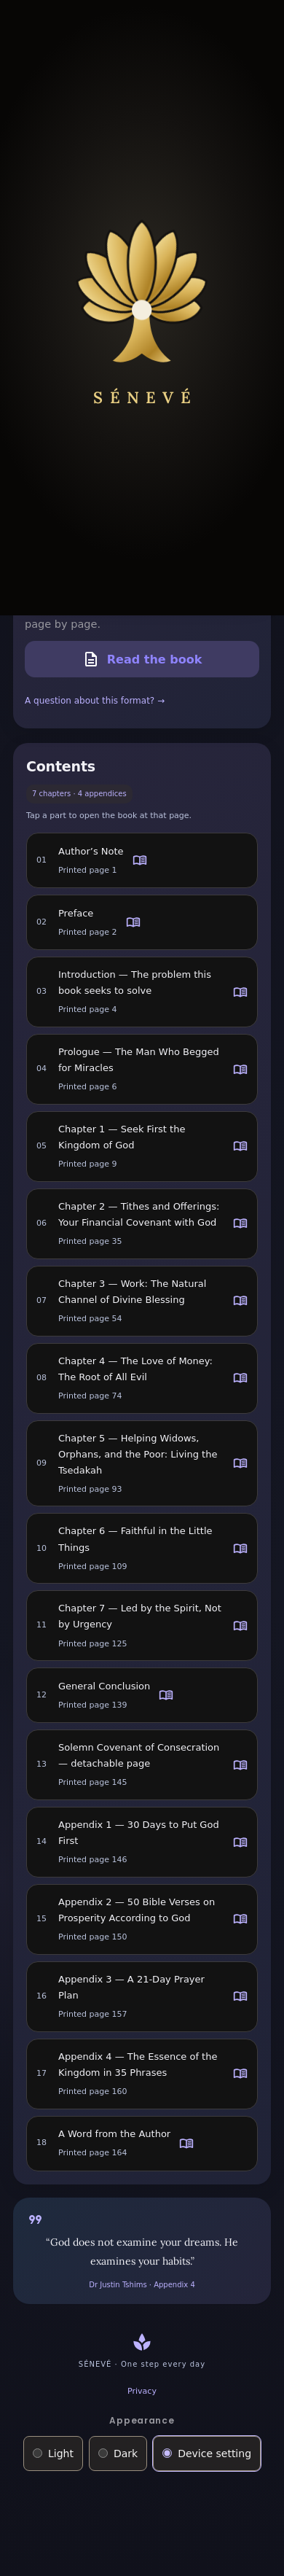 SÉNEVÉ
page by page.
Read the book
A question about this format? →
Contents
7 chapters · 4 appendices
Tap a part to open the book at that page.
01
Author’s Note
Printed page 1
02
Preface
Printed page 2
03
Introduction — The problem this
book seeks to solve
Printed page 4
04
Prologue — The Man Who Begged
for Miracles
Printed page 6
05
Chapter 1 — Seek First the
Kingdom of God
Printed page 9
06
Chapter 2 — Tithes and Offerings:
Your Financial Covenant with God
Printed page 35
07
Chapter 3 — Work: The Natural
Channel of Divine Blessing
Printed page 54
08
Chapter 4 — The Love of Money:
The Root of All Evil
Printed page 74
09
Chapter 5 — Helping Widows,
Orphans, and the Poor: Living the
Tsedakah
Printed page 93
10
Chapter 6 — Faithful in the Little
Things
Printed page 109
11
Chapter 7 — Led by the Spirit, Not
by Urgency
Printed page 125
12
General Conclusion
Printed page 139
13
Solemn Covenant of Consecration
— detachable page
Printed page 145
14
Appendix 1 — 30 Days to Put God
First
Printed page 146
15
Appendix 2 — 50 Bible Verses on
Prosperity According to God
Printed page 150
16
Appendix 3 — A 21-Day Prayer
Plan
Printed page 157
17
Appendix 4 — The Essence of the
Kingdom in 35 Phrases
Printed page 160
18
A Word from the Author
Printed page 164
“God does not examine your dreams. He
examines your habits.”
Dr Justin Tshims · Appendix 4
SÉNEVÉ · One step every day
Privacy
Appearance
Light
Dark
Device setting